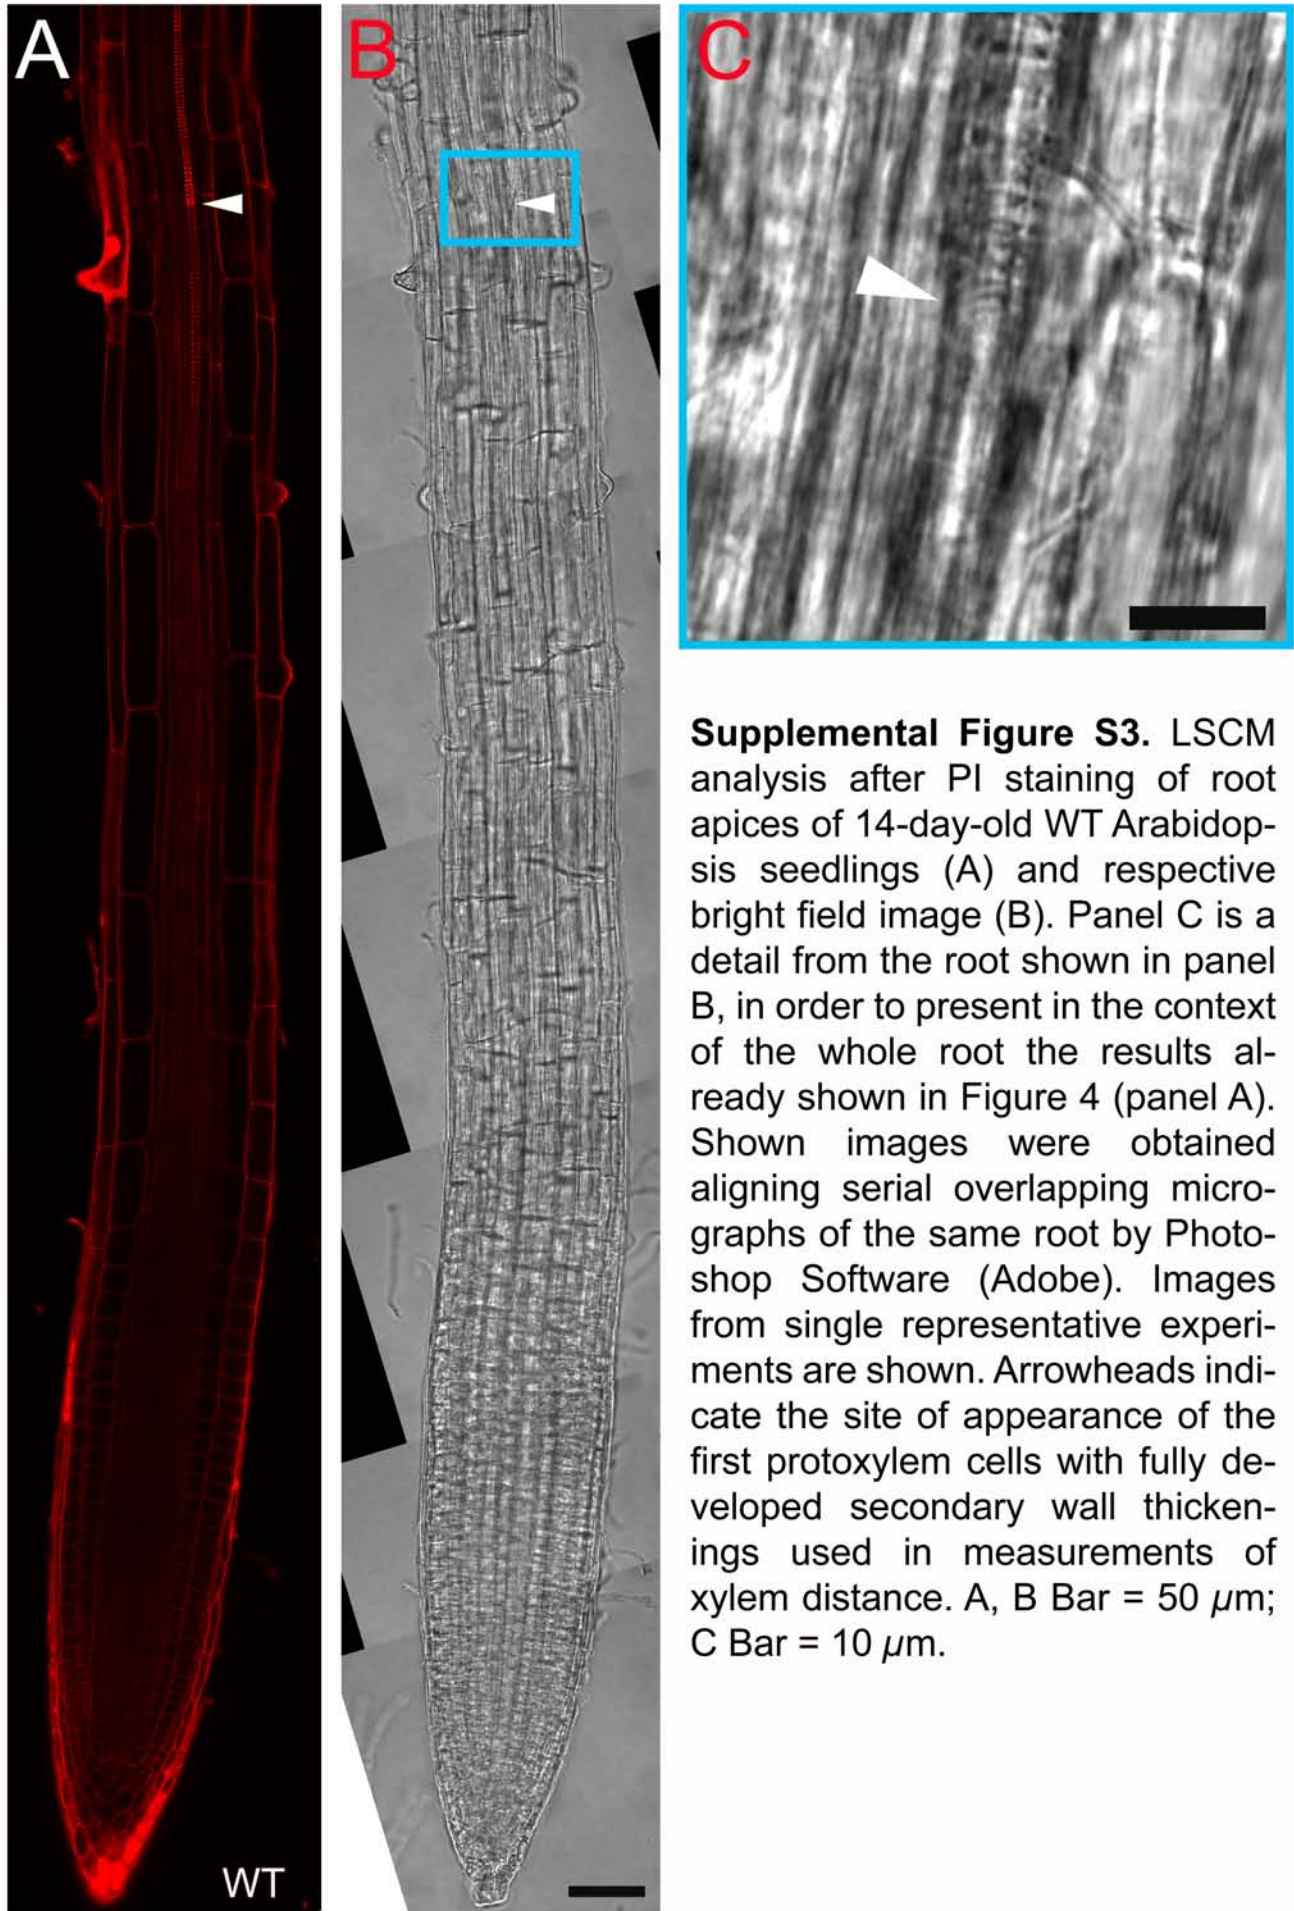 A
B
C
WT
Supplemental Figure S3. LSCM
analysis after PI staining of root
apices of 14-day-old WT Arabidop-
sis seedlings (A) and respective
bright field image (B). Panel C is a
detail from the root shown in panel
B, in order to present in the context
of the whole root the results al-
ready shown in Figure 4 (panel A).
Shown images were obtained
aligning serial overlapping micro-
graphs of the same root by Photo-
shop Software (Adobe). Images
from single representative experi-
ments are shown. Arrowheads indi-
cate the site of appearance of the
first protoxylem cells with fully de-
veloped secondary wall thicken-
ings used in measurements of
xylem distance. A, B Bar = 50 µm;
C Bar = 10 µm.